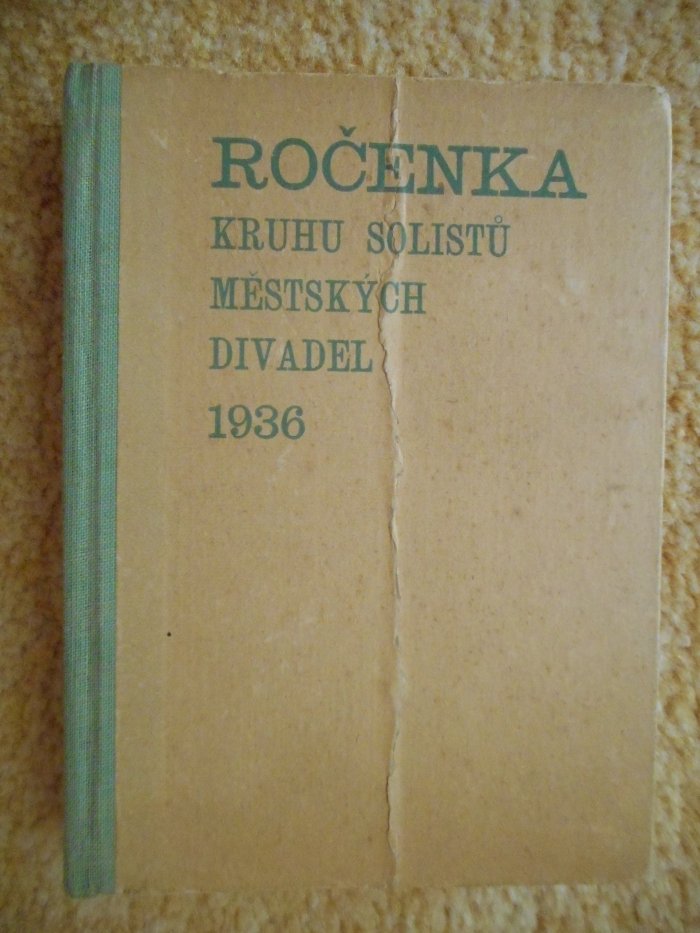 ROČENKA
KRUHU SOLISTŮ
MĚSTSKÝCH
DIVADEL
1936